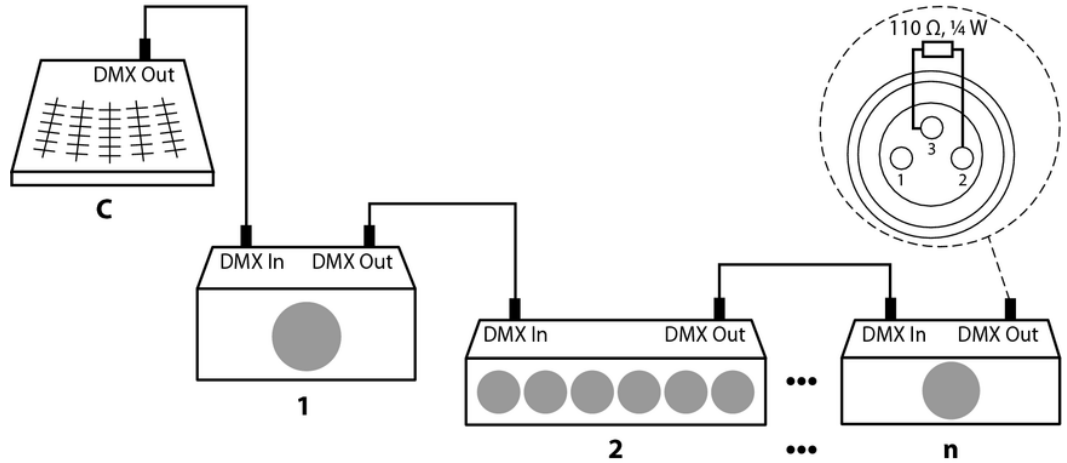 110 Ω, ¼ W
DMX Out
3
1
2
C
DMX In
DMX Out
DMX In
DMX Out
DMX In
DMX Out
1
•••
2
•••
n